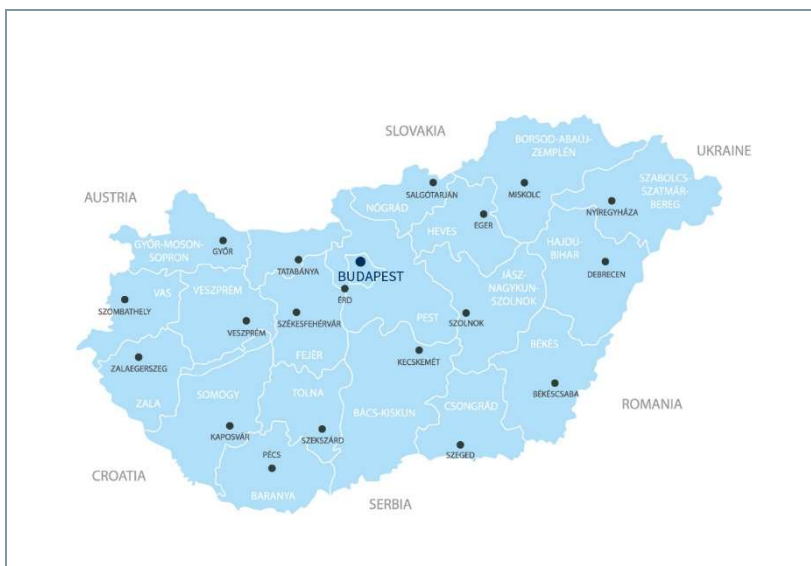 SLOVAKIA
BORSOD-ABAÚJ-
ZEMPLÉN
UKRAINE
AUSTRIA
SALGÓTARJÁN
MISKOLC
SZABOLCS-
SZATMÁR-
BEREG
NÓGRÁD
NYÍREGYHÁZA
EGER
HEVES
GYŐR-MOSON-
SOPRON
GYŐR
HAJDÚ-
BIHAR
TATABÁNYA
BUDAPEST
DEBRECEN
JÁSZ-
NAGYKUN-
SZOLNOK
VAS
VESZPRÉM
ÉRD
SZOMBATHELY
SZÉKESFEHÉRVÁR
PEST
SZOLNOK
VESZPRÉM
BÉKÉS
FEJÉR
KECSKEMÉT
ZALAEGERSZEG
SOMOGY
TOLNA
BÉKÉSCSABA
ZALA
BÁCS-KISKUN
CSONGRÁD
ROMANIA
KAPOSVÁR
SZEKSZÁRD
PÉCS
SZEGED
CROATIA
BARANYA
SERBIA